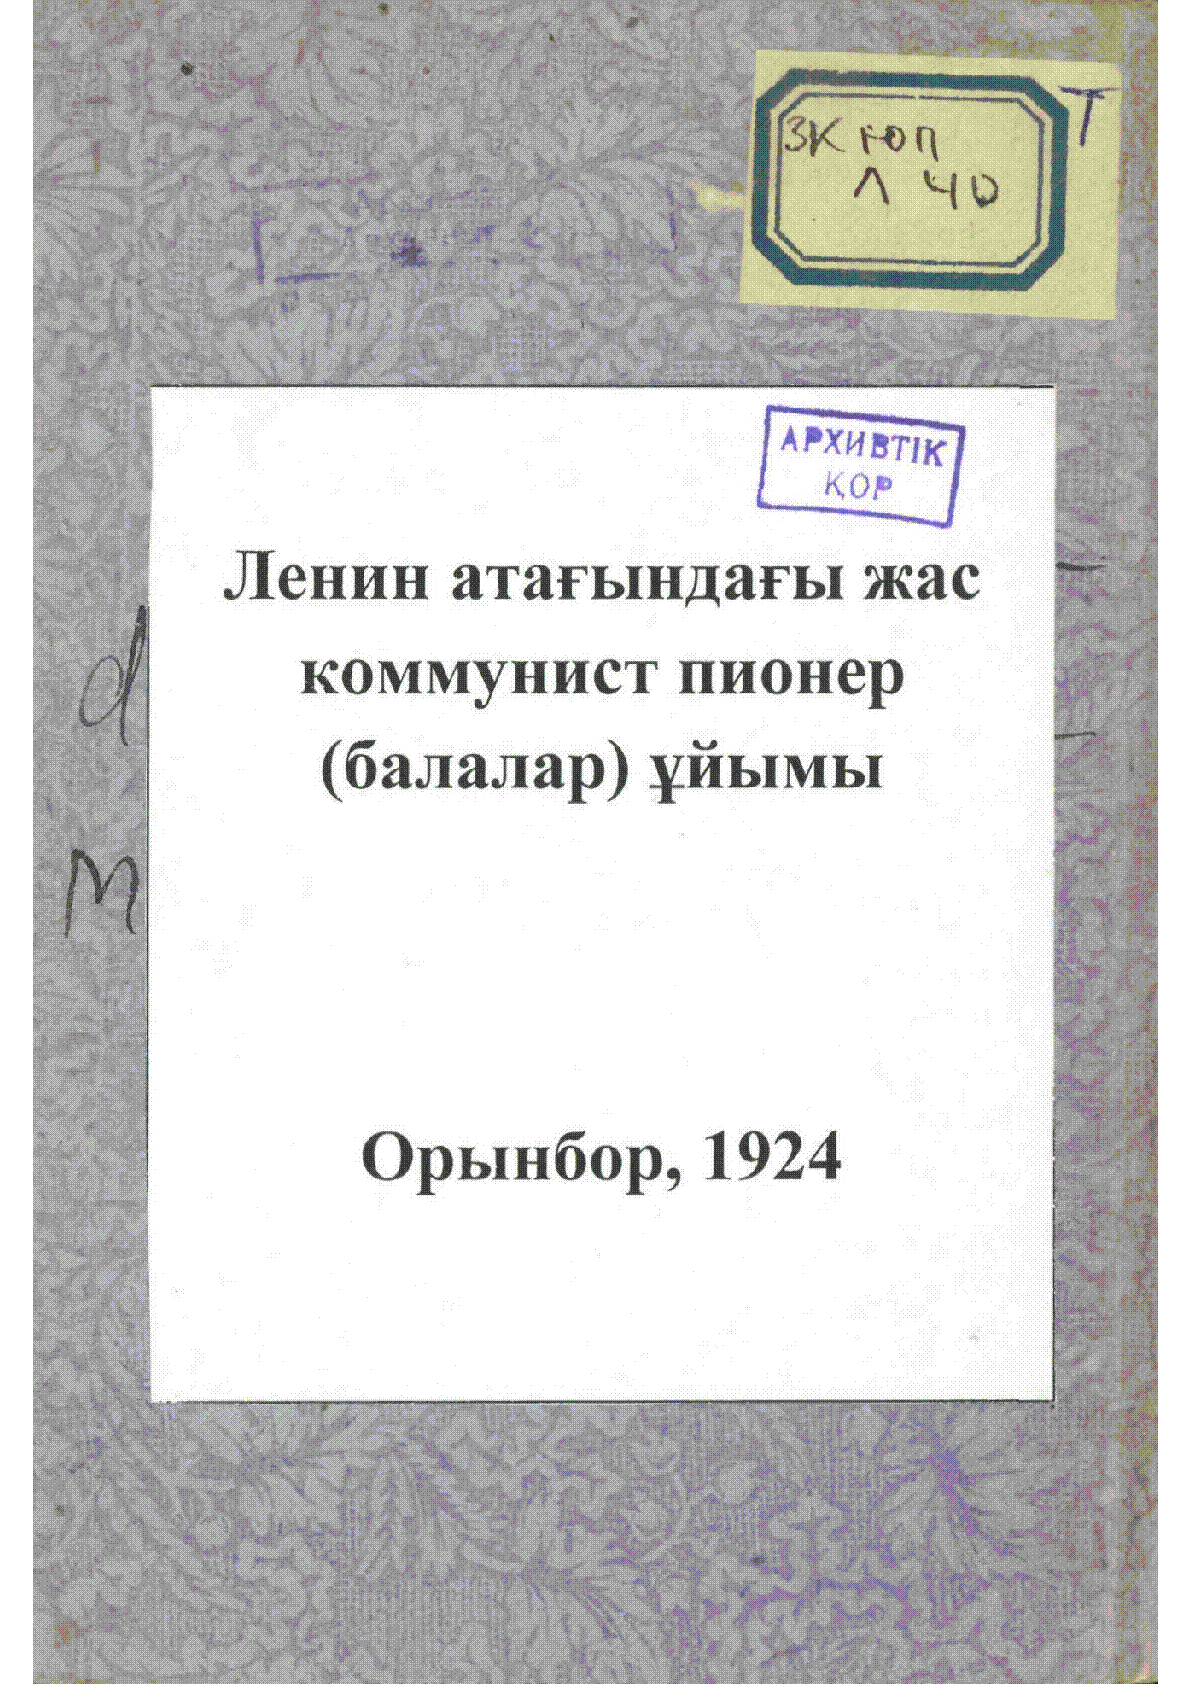 Т
3К юп
Л 40
АРХИВТІК
ҚОР
Ленин атағындағы жас
коммунист пионер
(балалар) ұйымы
М
Орынбор, 1924